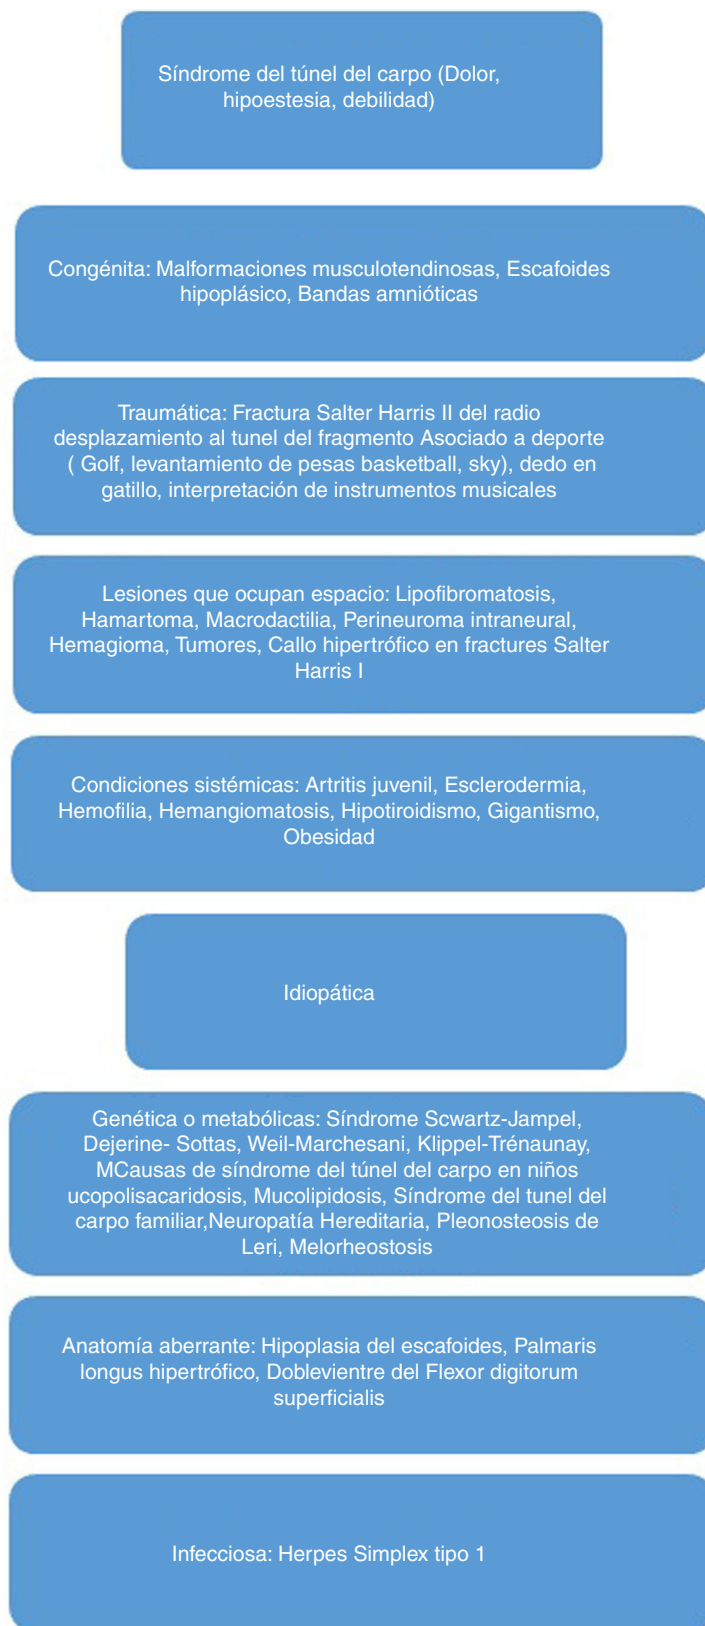 Síndrome del túnel del carpo (Dolor,
hipoestesia, debilidad)
Congénita: Malformaciones musculotendinosas, Escafoides
hipoplásico, Bandas amnióticas
Traumática: Fractura Salter Harris II del radio
desplazamiento al tunel del fragmento Asociado a deporte
( Golf, levantamiento de pesas basketball, sky), dedo en
gatillo, interpretación de instrumentos musicales
Lesiones que ocupan espacio: Lipofibromatosis,
Hamartoma, Macrodactilia, Perineuroma intraneural,
Hemagioma, Tumores, Callo hipertrófico en fractures Salter
Harris I
Condiciones sistémicas: Artritis juvenil, Esclerodermia,
Hemofilia, Hemangiomatosis, Hipotiroidismo, Gigantismo,
Obesidad
Idiopática
Genética o metabólicas: Síndrome Scwartz-Jampel,
Dejerine- Sottas, Weil-Marchesani, Klippel-Trénaunay,
MCausas de síndrome del túnel del carpo en niños
ucopolisacaridosis, Mucolipidosis, Síndrome del tunel del
carpo familiar,Neuropatía Hereditaria, Pleonosteosis de
Leri, Melorheostosis
Anatomía aberrante: Hipoplasia del escafoides, Palmaris
longus hipertrófico, Doblevientre del Flexor digitorum
superficialis
Infecciosa: Herpes Simplex tipo 1